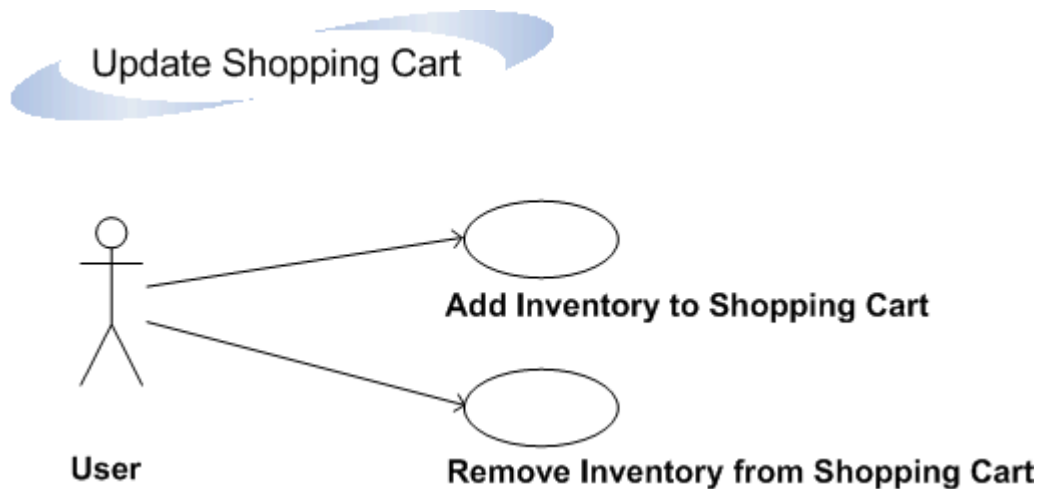 Update Shopping Cart
Add Inventory to Shopping Cart
User
Remove Inventory from Shopping Cart